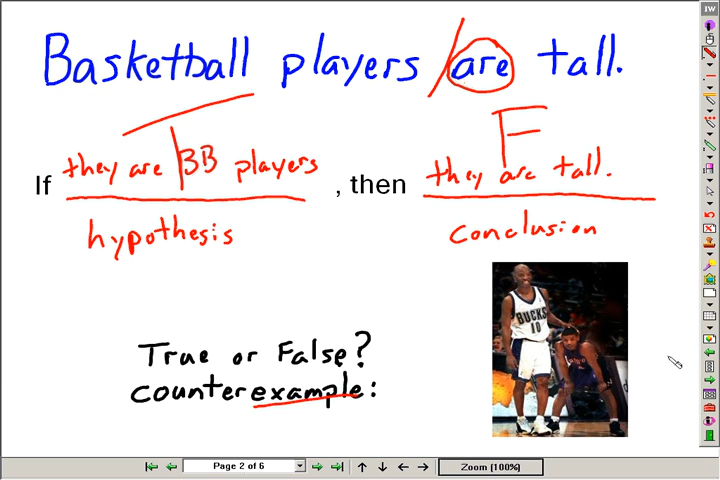 Basketball players are tall.
T F
If they are BB players, then they are tall.
hypothesis conclusion
BUCKS
10
True or False?
counterexample:
Page 2 of 6
Zoom [100%]
IW